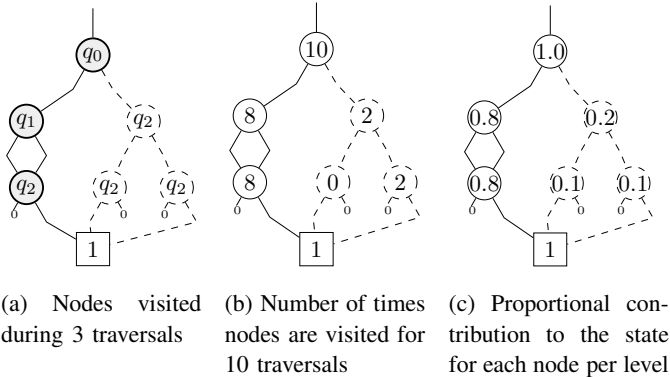 q0
q1
q2
q2
q2
q2
0
0
0
1
10
8
2
8
0
2
0
0
0
1
1.0
0.8
0.2
0.8
0.1
0.1
0
0
0
1
(a) Nodes visited
during 3 traversals
(b) Number of times
nodes are visited for
10 traversals
(c) Proportional con-
tribution to the state
for each node per level